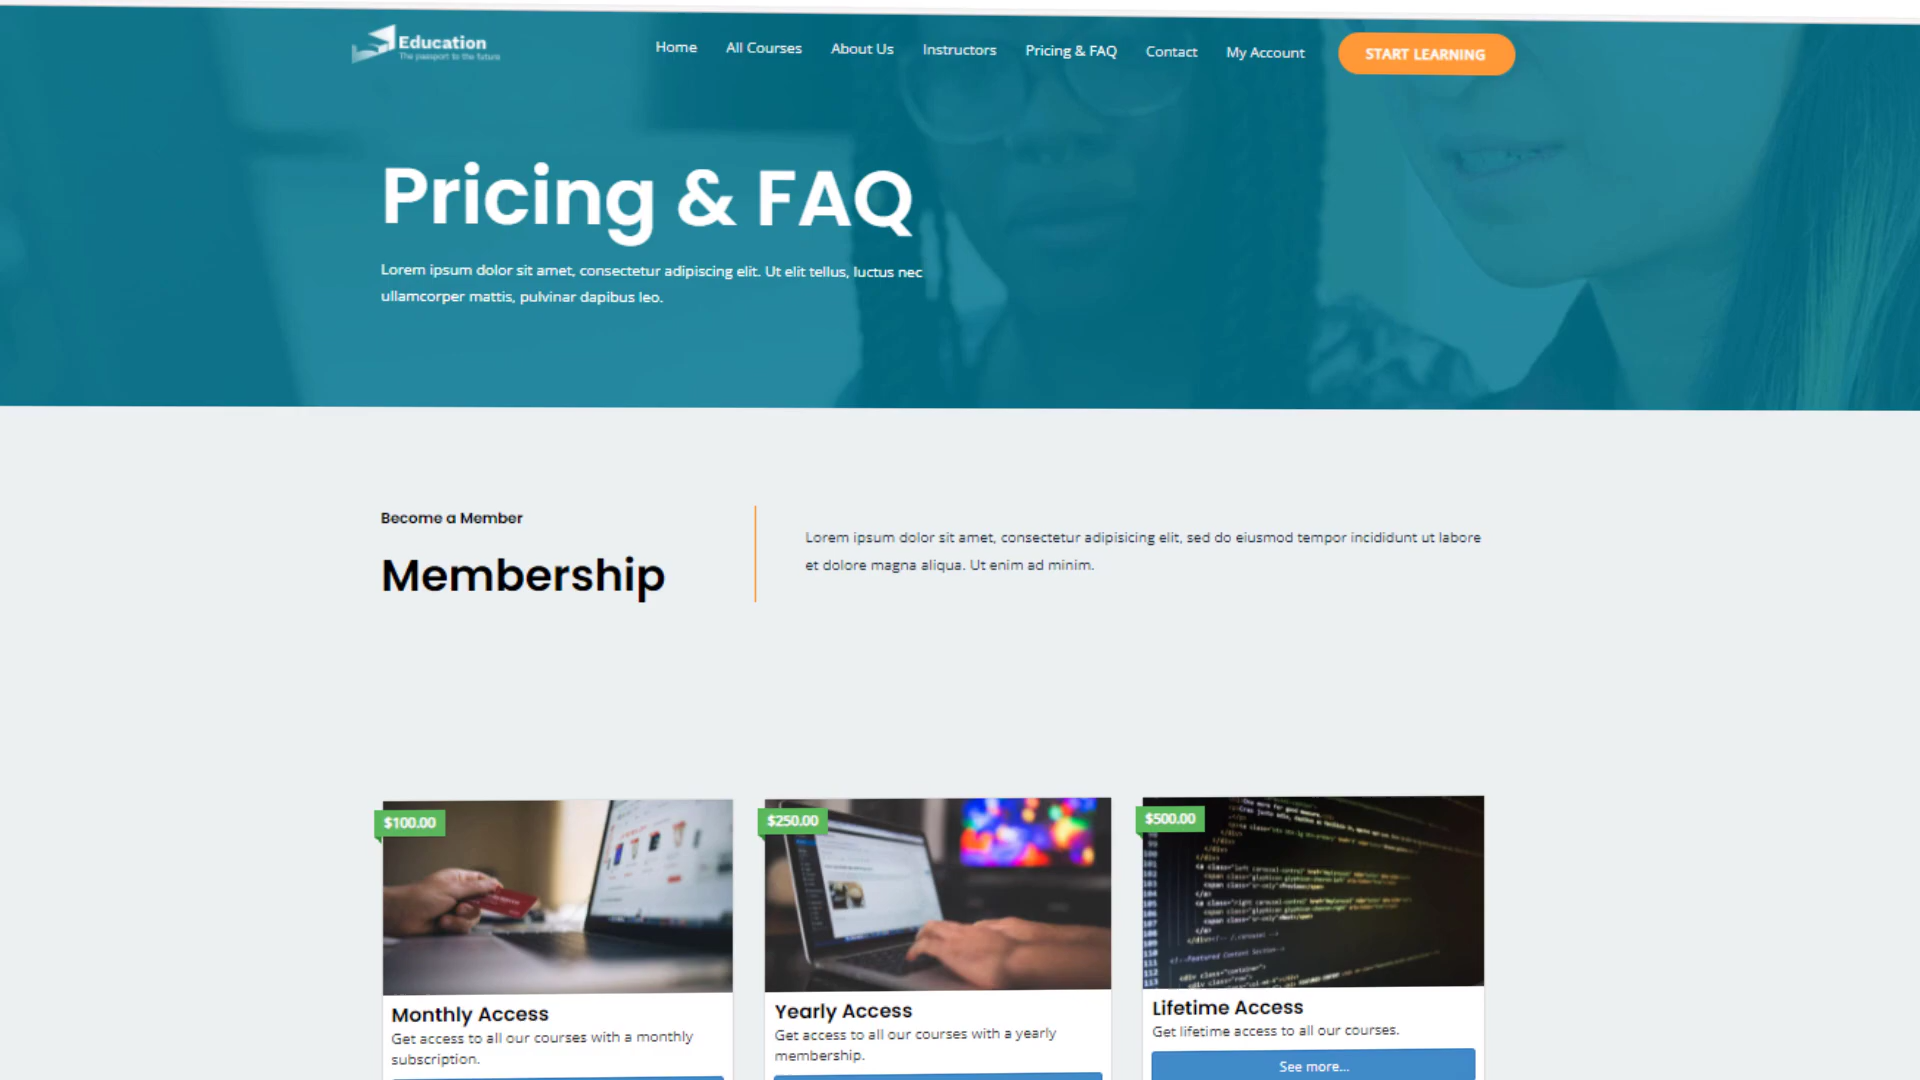 Education
The passport to the future
Home
All Courses
About Us
Instructors
Pricing & FAQ
Contact
My Account
START LEARNING
Pricing & FAQ
Lorem ipsum dolor sit amet, consectetur adipiscing elit. Ut elit tellus, luctus nec
ullamcorper mattis, pulvinar dapibus leo.
Become a Member
Membership
Lorem ipsum dolor sit amet, consectetur adipisicing elit, sed do eiusmod tempor incididunt ut labore
et dolore magna aliqua. Ut enim ad minim.
$100.00
$250.00
$500.00
Monthly Access
Get access to all our courses with a monthly
subscription.
Yearly Access
Get access to all our courses with a yearly
membership.
Lifetime Access
Get lifetime access to all our courses.
See more...